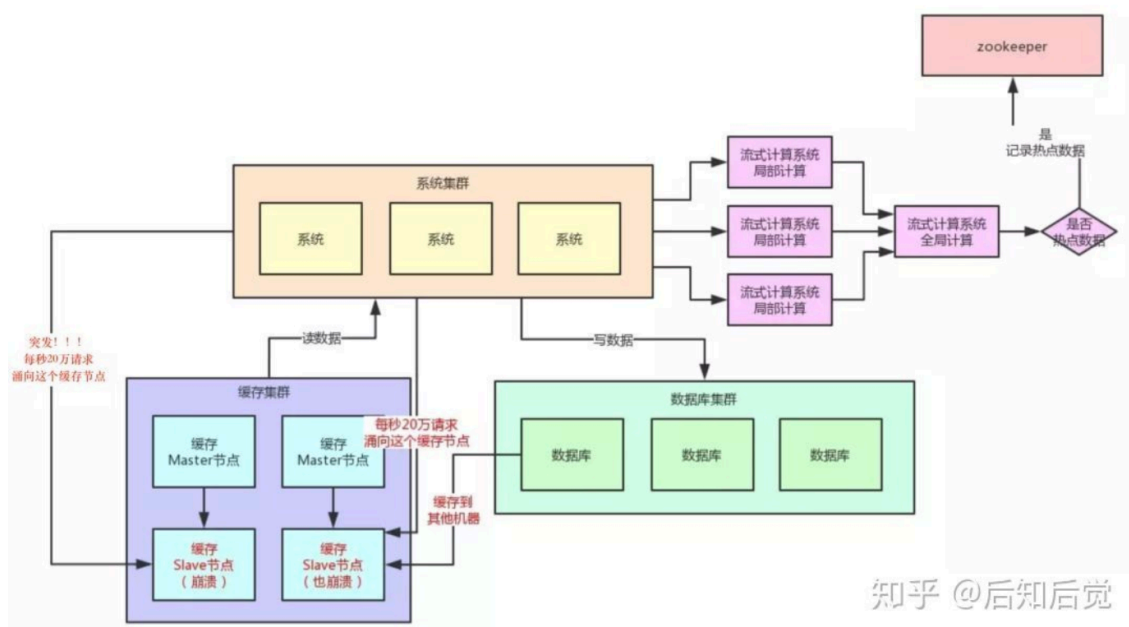 zookeeper
是
记录热点数据
流式计算系统
局部计算
系统集群
系统
系统
系统
流式计算系统
局部计算
流式计算系统
全局计算
是否
热点数据
流式计算系统
局部计算
突发！！！
每秒20万请求
涌向这个缓存节点
读数据
写数据
缓存集群
数据库集群
缓存
Master节点
缓存
Master节点
每秒20万请求
涌向这个缓存节点
数据库
数据库
数据库
缓存到
其他机器
缓存
Slave节点
（崩溃）
缓存
Slave节点
（也崩溃）
知乎 @后知后觉